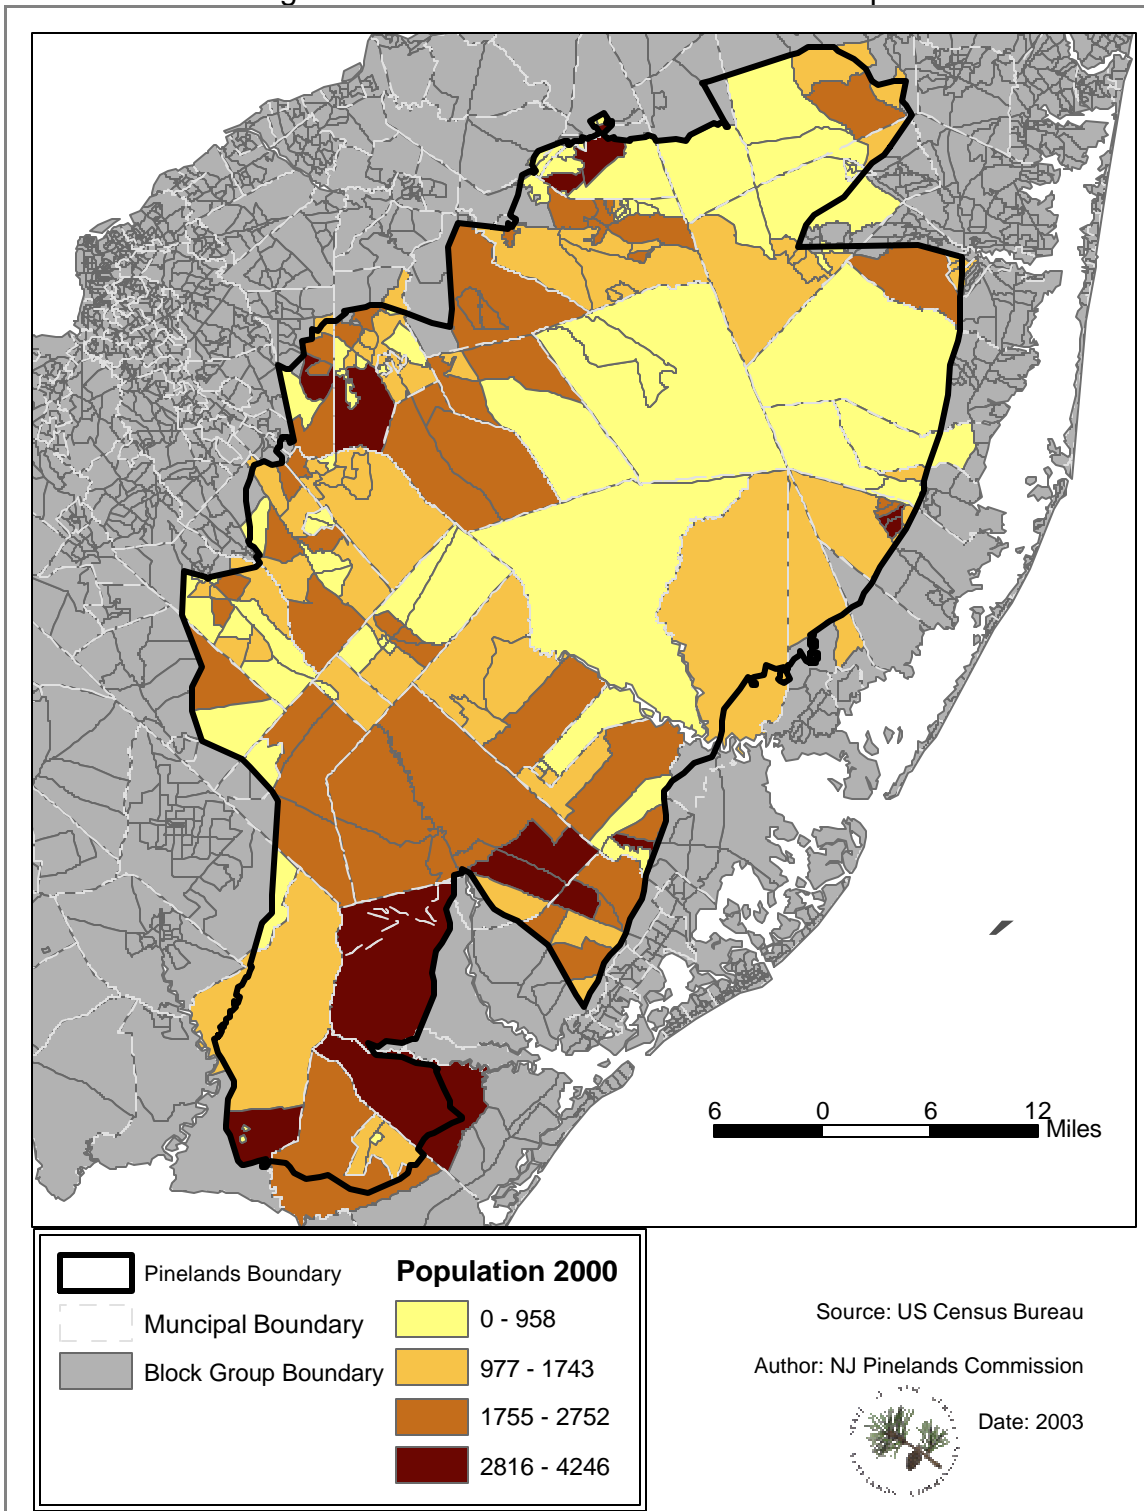 6 0 6 12
Miles
Pinelands Boundary
Muncipal Boundary
Block Group Boundary
Population 2000
0 - 958
977 - 1743
1755 - 2752
2816 - 4246
Source: US Census Bureau
Author: NJ Pinelands Commission
Date: 2003